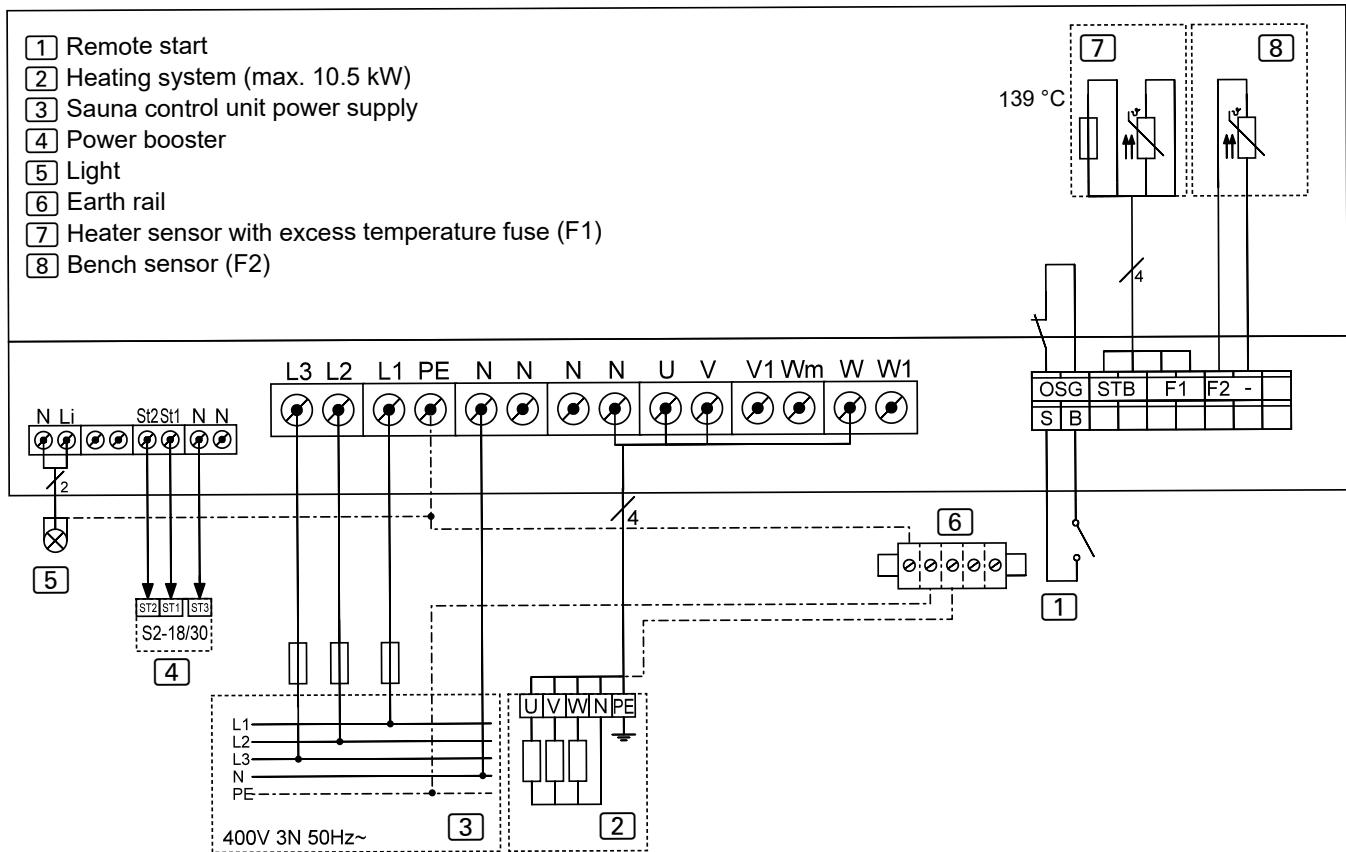 1 Remote start
2 Heating system (max. 10.5 kW)
3 Sauna control unit power supply
4 Power booster
5 Light
6 Earth rail
7 Heater sensor with excess temperature fuse (F1)
8 Bench sensor (F2)
7
8
139 °C
ϑ
ϑ
4
L3 L2 L1 PE N N N N U V V1 Wm W W1
OSG STB F1 F2 -
S B
N Li St2 St1 N N
2
4
6
5
1
ST2 ST1 ST3
S2-18/30
4
U V W N PE
L1
L2
L3
N
PE
400V 3N 50Hz~
3
2